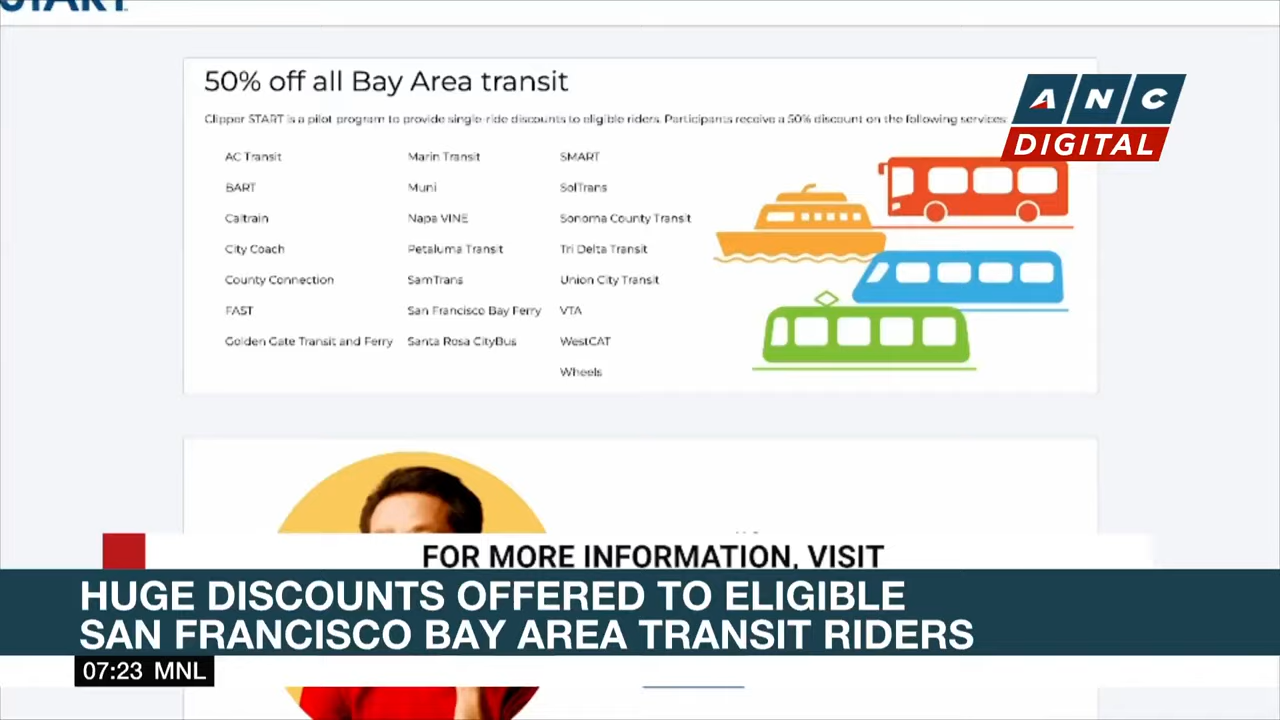 START
50% off all Bay Area transit
Clipper START is a pilot program to provide single-ride discounts to eligible riders. Participants receive a 50% discount on the following services:
AC Transit
BART
Caltrain
City Coach
County Connection
FAST
Golden Gate Transit and Ferry
Marin Transit
Muni
Napa VINE
Petaluma Transit
SamTrans
San Francisco Bay Ferry
Santa Rosa CityBus
SMART
SolTrans
Sonoma County Transit
Tri Delta Transit
Union City Transit
VTA
WestCAT
Wheels
ANC
DIGITAL
FOR MORE INFORMATION, VISIT
HUGE DISCOUNTS OFFERED TO ELIGIBLE
SAN FRANCISCO BAY AREA TRANSIT RIDERS
07:23 MNL